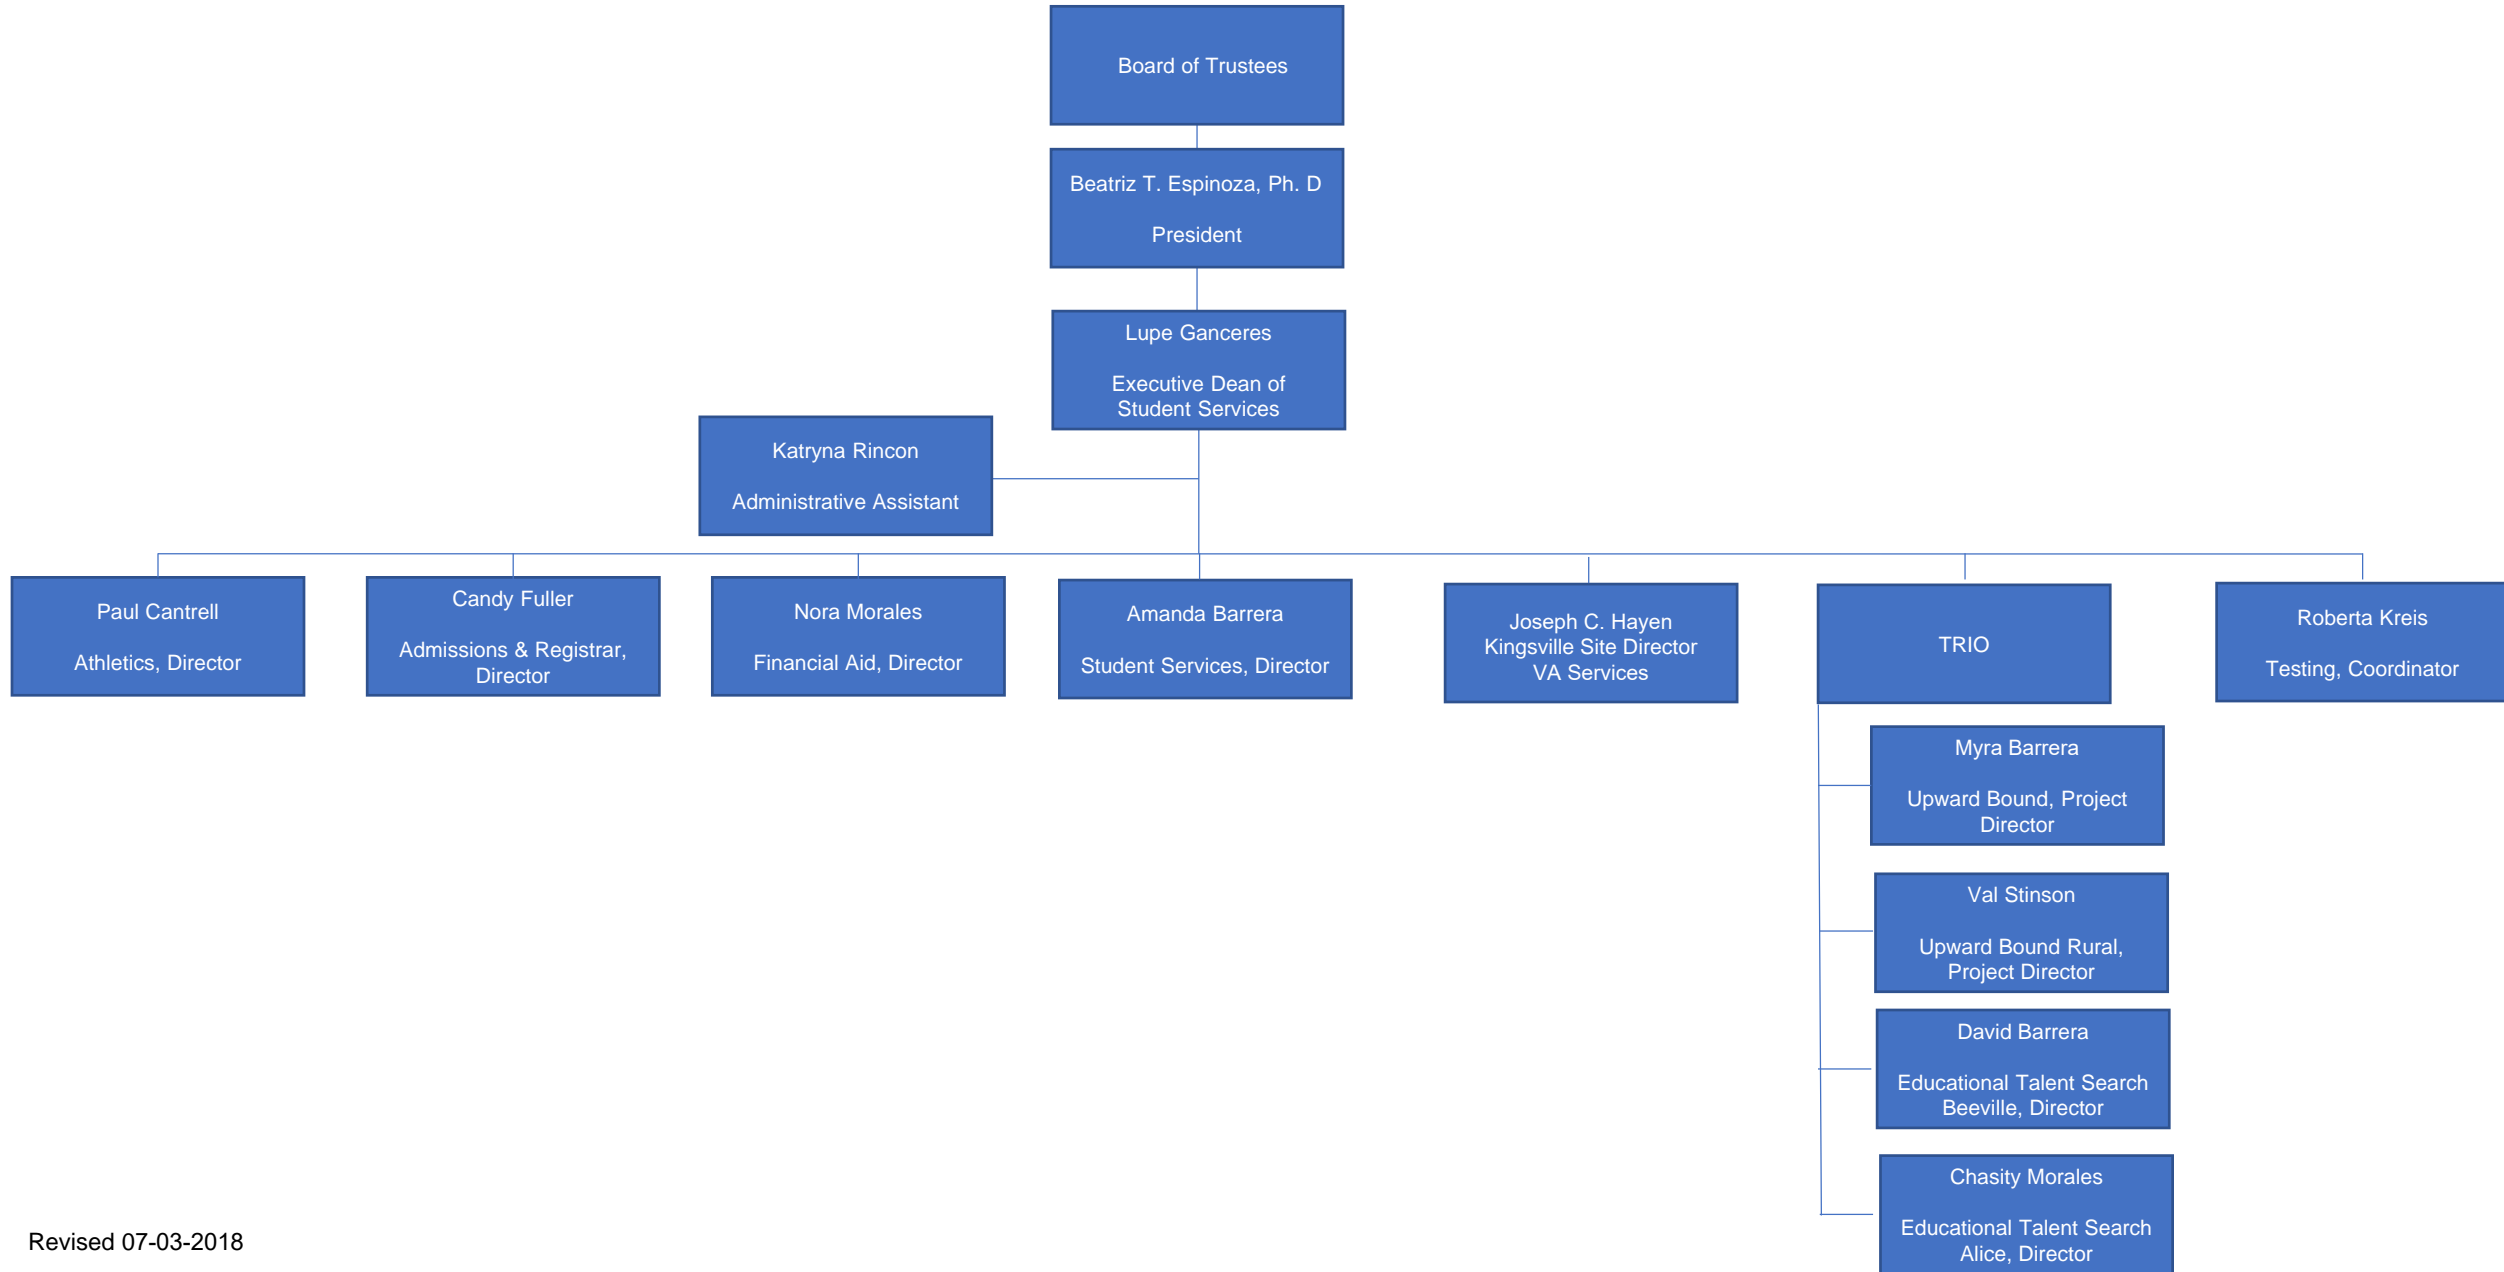 Board of Trustees
Beatriz T. Espinoza, Ph. D
President
Lupe Ganceres
Executive Dean of
Student Services
Katryna Rincon
Administrative Assistant
Paul Cantrell
Athletics, Director
Candy Fuller
Admissions & Registrar,
Director
Nora Morales
Financial Aid, Director
Amanda Barrera
Student Services, Director
Joseph C. Hayen
Kingsville Site Director
VA Services
TRIO
Roberta Kreis
Testing, Coordinator
Myra Barrera
Upward Bound, Project
Director
Val Stinson
Upward Bound Rural,
Project Director
David Barrera
Educational Talent Search
Beeville, Director
Chasity Morales
Educational Talent Search
Alice, Director
Revised 07-03-2018